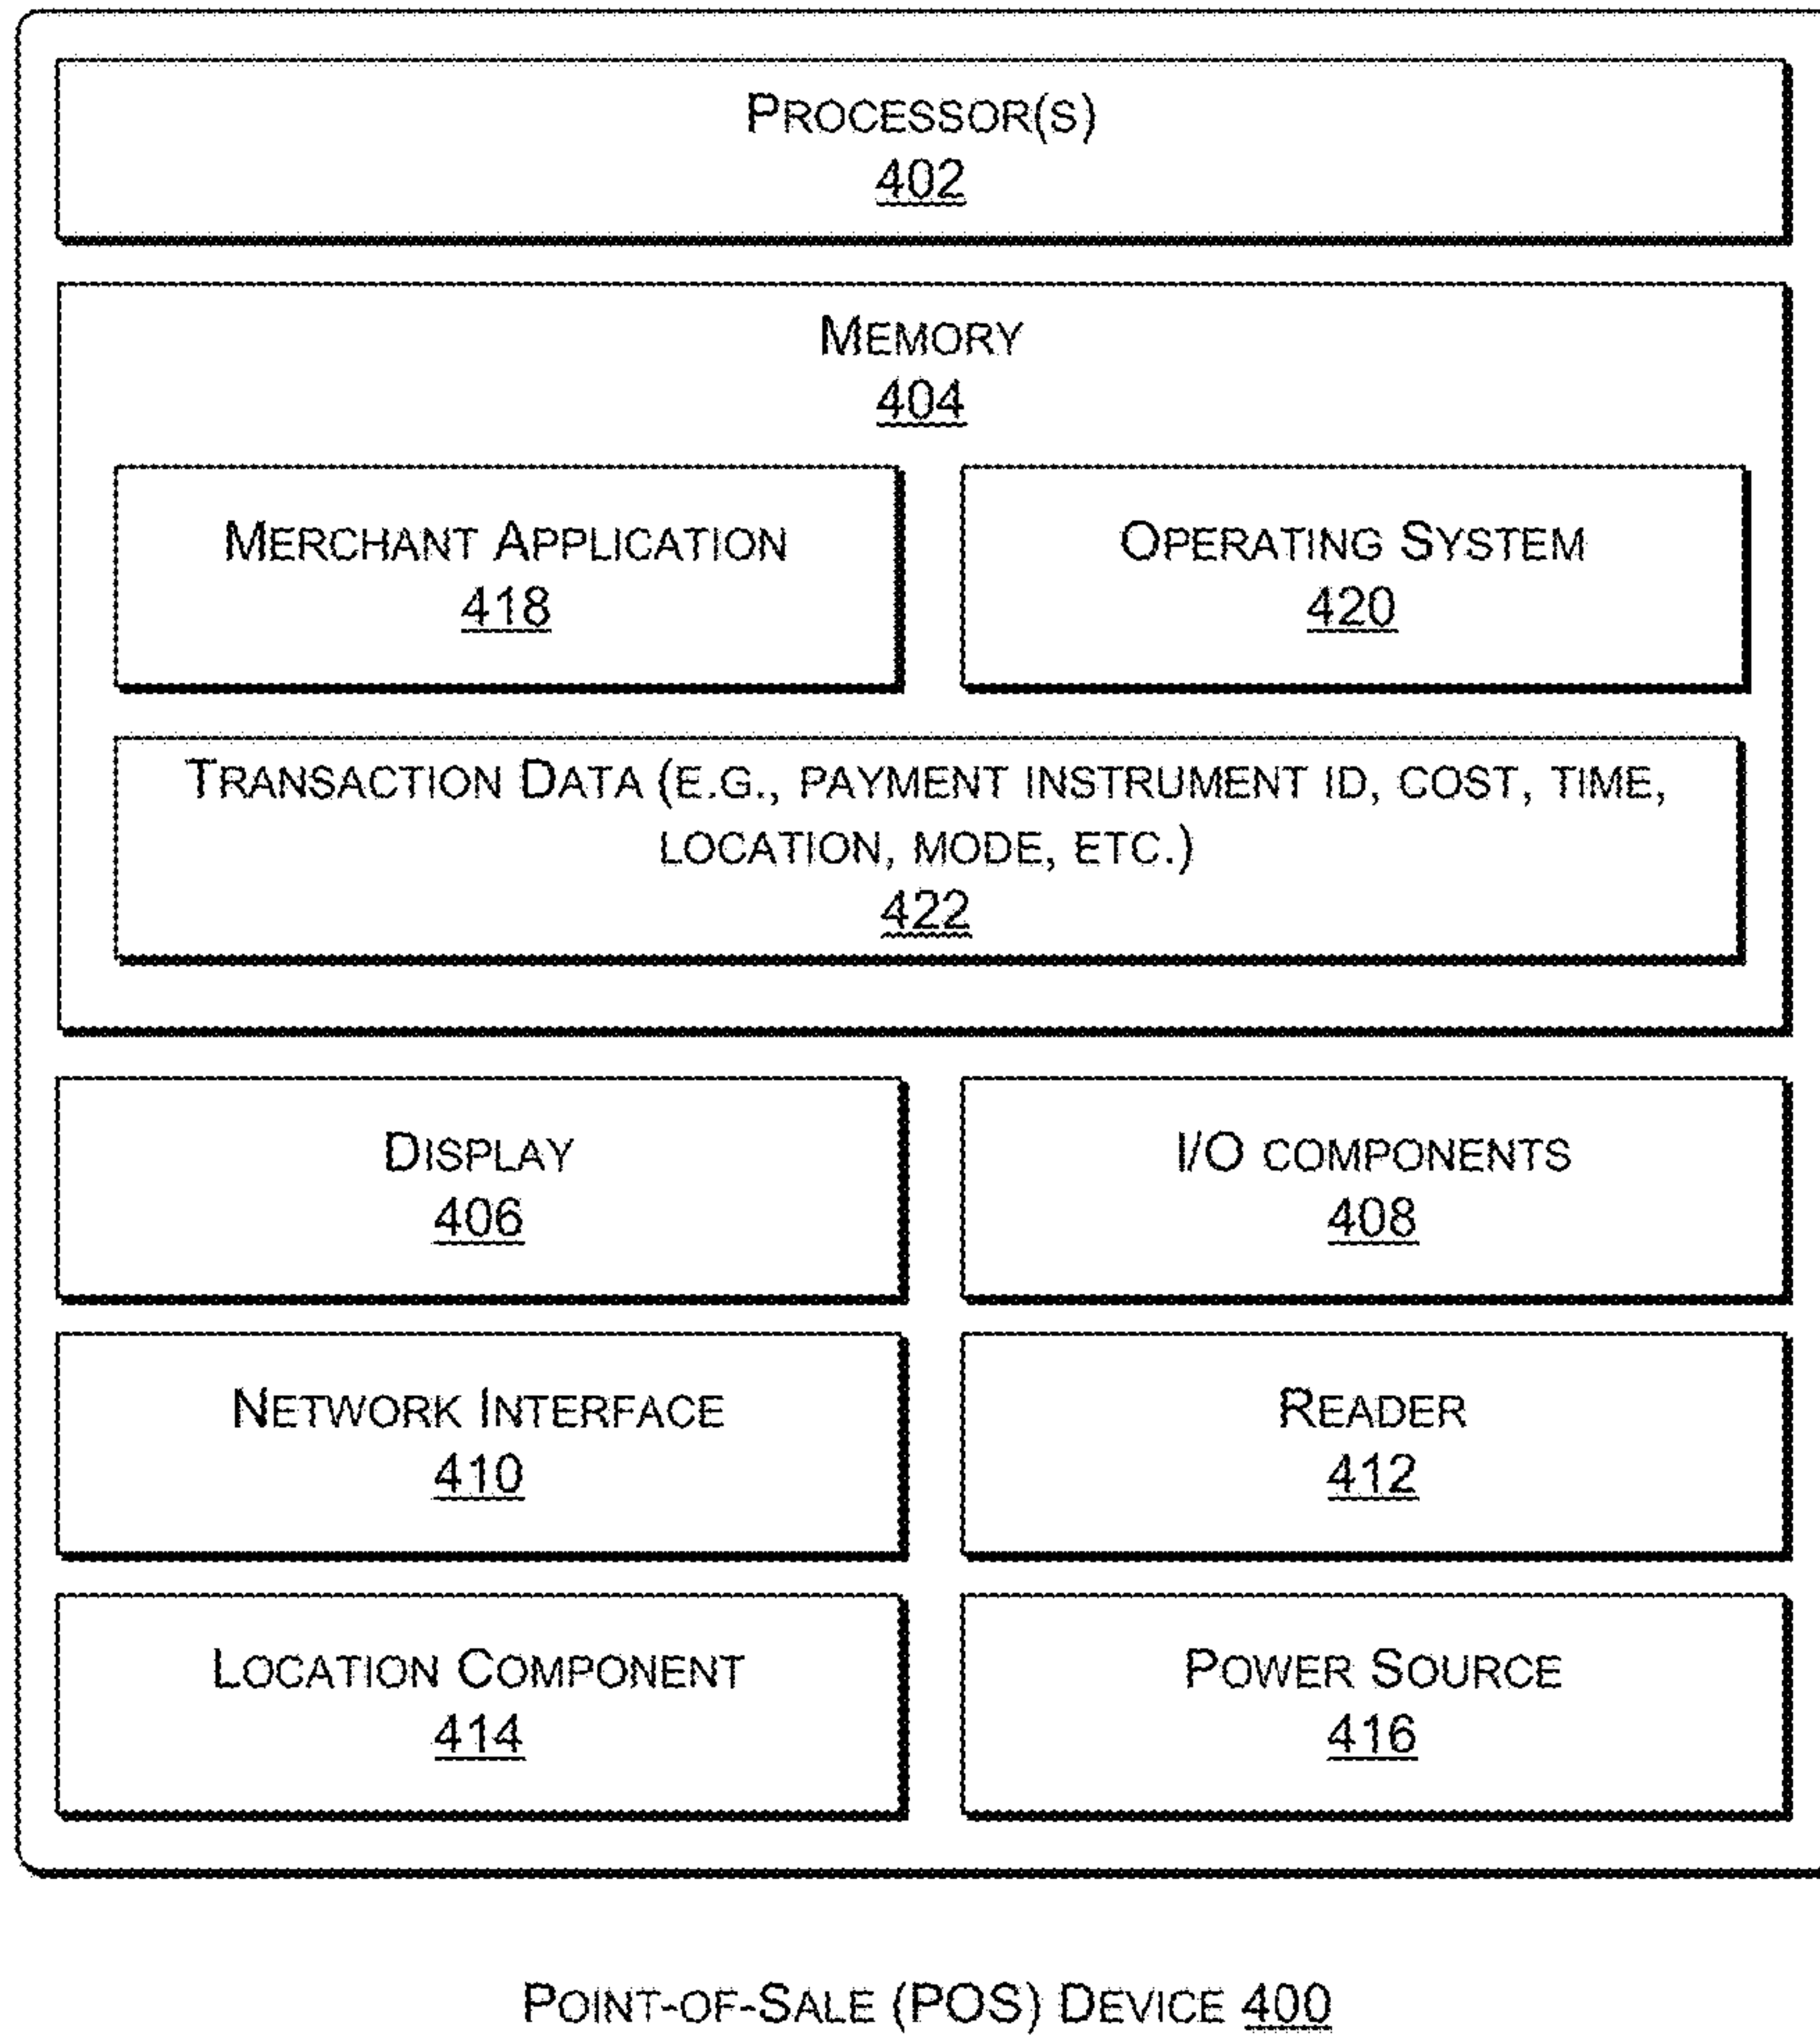 PROCESSOR(S)
402
MEMORY
404
MERCHANT APPLICATION
418
OPERATING SYSTEM
420
TRANSACTION DATA (E.G., PAYMENT INSTRUMENT ID, COST, TIME,
LOCATION, MODE, ETC.)
422
DISPLAY
406
I/O COMPONENTS
408
NETWORK INTERFACE
410
READER
412
LOCATION COMPONENT
414
POWER SOURCE
416
POINT-OF-SALE (POS) DEVICE 400